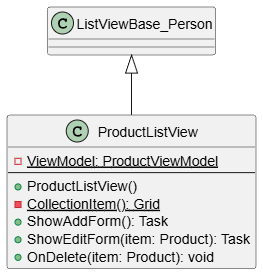 C ListViewBase_Person
C ProductListView
ViewModel: ProductViewModel
ProductListView()
CollectionItem(): Grid
ShowAddForm(): Task
ShowEditForm(item: Product): Task
OnDelete(item: Product): void